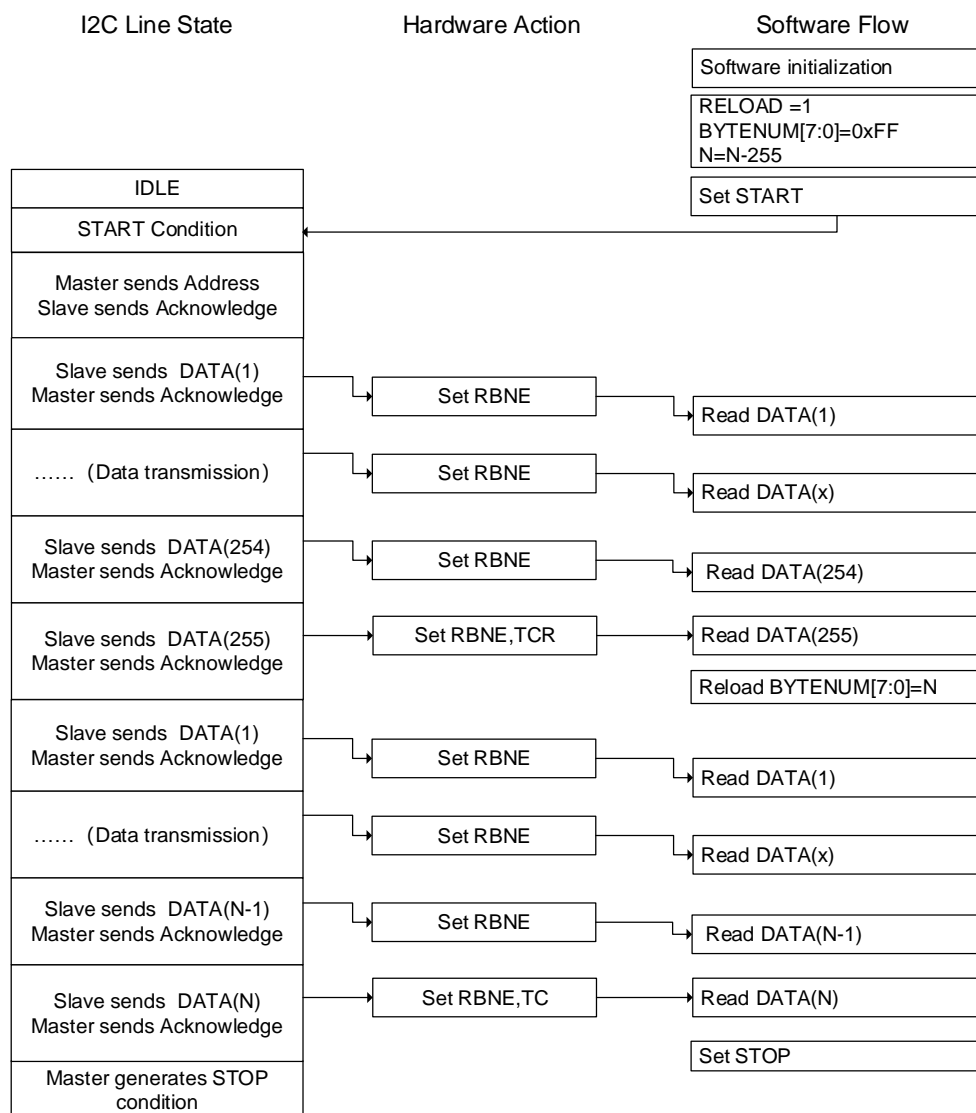 I2C Line State
Hardware Action
Software Flow
Software initialization
RELOAD =1
BYTENUM[7:0]=0xFF
N=N-255
IDLE
Set START
START Condition
Master sends Address
Slave sends Acknowledge
Slave sends DATA(1)
Master sends Acknowledge
Set RBNE
Read DATA(1)
…… (Data transmission)
Set RBNE
Read DATA(x)
Slave sends DATA(254)
Master sends Acknowledge
Set RBNE
Read DATA(254)
Slave sends DATA(255)
Master sends Acknowledge
Set RBNE,TCR
Read DATA(255)
Reload BYTENUM[7:0]=N
Slave sends DATA(1)
Master sends Acknowledge
Set RBNE
Read DATA(1)
…… (Data transmission)
Set RBNE
Read DATA(x)
Slave sends DATA(N-1)
Master sends Acknowledge
Set RBNE
Read DATA(N-1)
Slave sends DATA(N)
Master sends Acknowledge
Set RBNE,TC
Read DATA(N)
Set STOP
Master generates STOP
condition